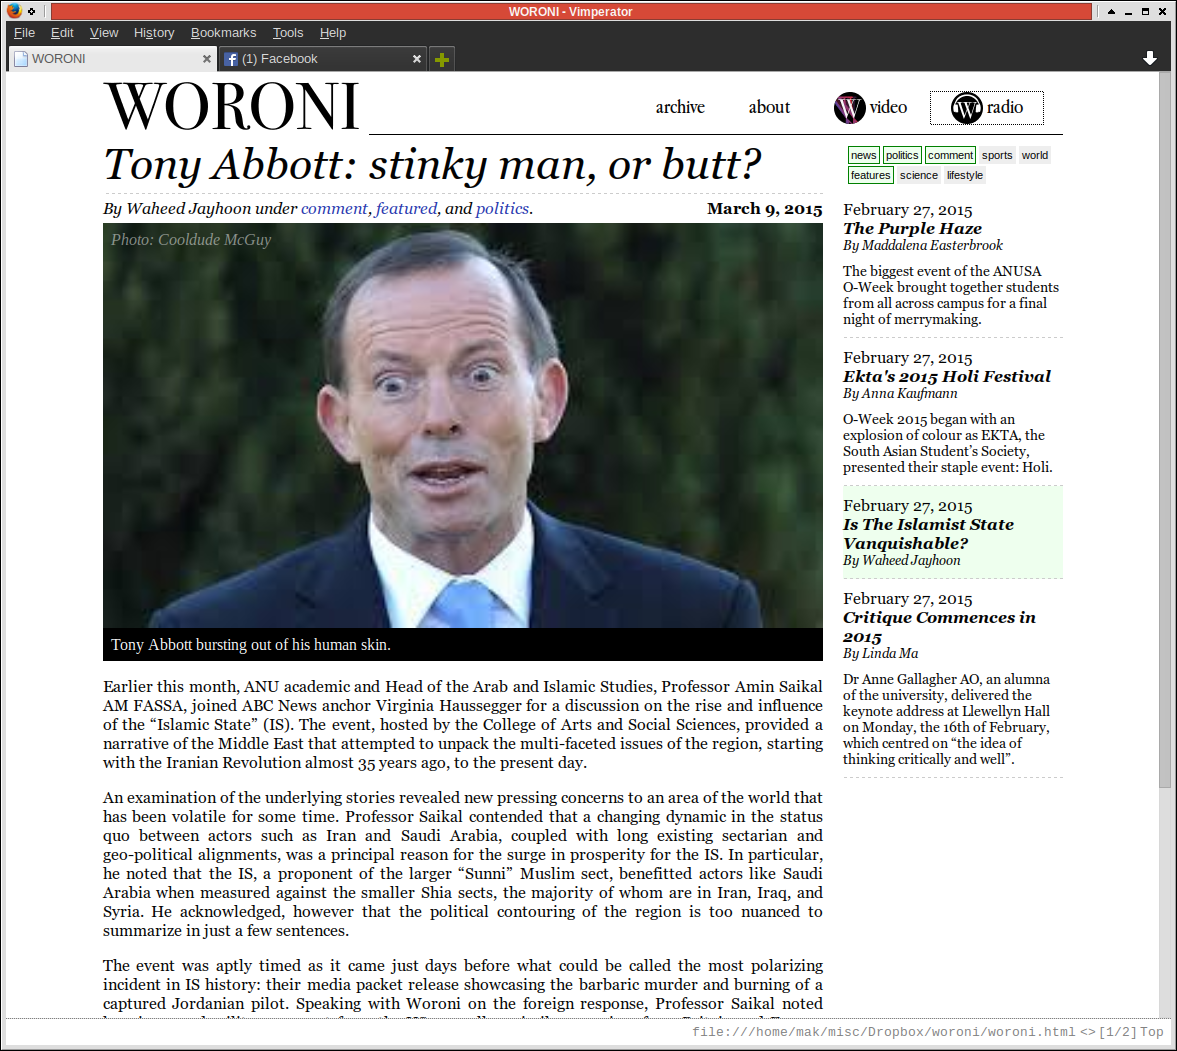 WORONI - Vimperator
File Edit View History Bookmarks Tools Help
WORONI
(1) Facebook
WORONI
archive about W video W radio
Tony Abbott: stinky man, or butt?
By Waheed Jayhoon under comment, featured, and politics.
March 9, 2015
Photo: Cooldude McGuy
Tony Abbott bursting out of his human skin.
Earlier this month, ANU academic and Head of the Arab and Islamic Studies, Professor Amin Saikal
AM FASSA, joined ABC News anchor Virginia Haussegger for a discussion on the rise and influence
of the “Islamic State” (IS). The event, hosted by the College of Arts and Social Sciences, provided a
narrative of the Middle East that attempted to unpack the multi-faceted issues of the region, starting
with the Iranian Revolution almost 35 years ago, to the present day.
An examination of the underlying stories revealed new pressing concerns to an area of the world that
has been volatile for some time. Professor Saikal contended that a changing dynamic in the status
quo between actors such as Iran and Saudi Arabia, coupled with long existing sectarian and
geo-political alignments, was a principal reason for the surge in prosperity for the IS. In particular,
he noted that the IS, a proponent of the larger “Sunni” Muslim sect, benefitted actors like Saudi
Arabia when measured against the smaller Shia sects, the majority of whom are in Iran, Iraq, and
Syria. He acknowledged, however that the political contouring of the region is too nuanced to
summarize in just a few sentences.
The event was aptly timed as it came just days before what could be called the most polarizing
incident in IS history: their media packet release showcasing the barbaric murder and burning of a
captured Jordanian pilot. Speaking with Woroni on the foreign response, Professor Saikal noted
news politics comment sports world
features science lifestyle
February 27, 2015
The Purple Haze
By Maddalena Easterbrook
The biggest event of the ANUSA
O-Week brought together students
from all across campus for a final
night of merrymaking.
February 27, 2015
Ekta's 2015 Holi Festival
By Anna Kaufmann
O-Week 2015 began with an
explosion of colour as EKTA, the
South Asian Student’s Society,
presented their staple event: Holi.
February 27, 2015
Is The Islamist State
Vanquishable?
By Waheed Jayhoon
February 27, 2015
Critique Commences in
2015
By Linda Ma
Dr Anne Gallagher AO, an alumna
of the university, delivered the
keynote address at Llewellyn Hall
on Monday, the 16th of February,
which centred on “the idea of
thinking critically and well”.
file:///home/mak/misc/Dropbox/woroni/woroni.html <> [1/2] Top